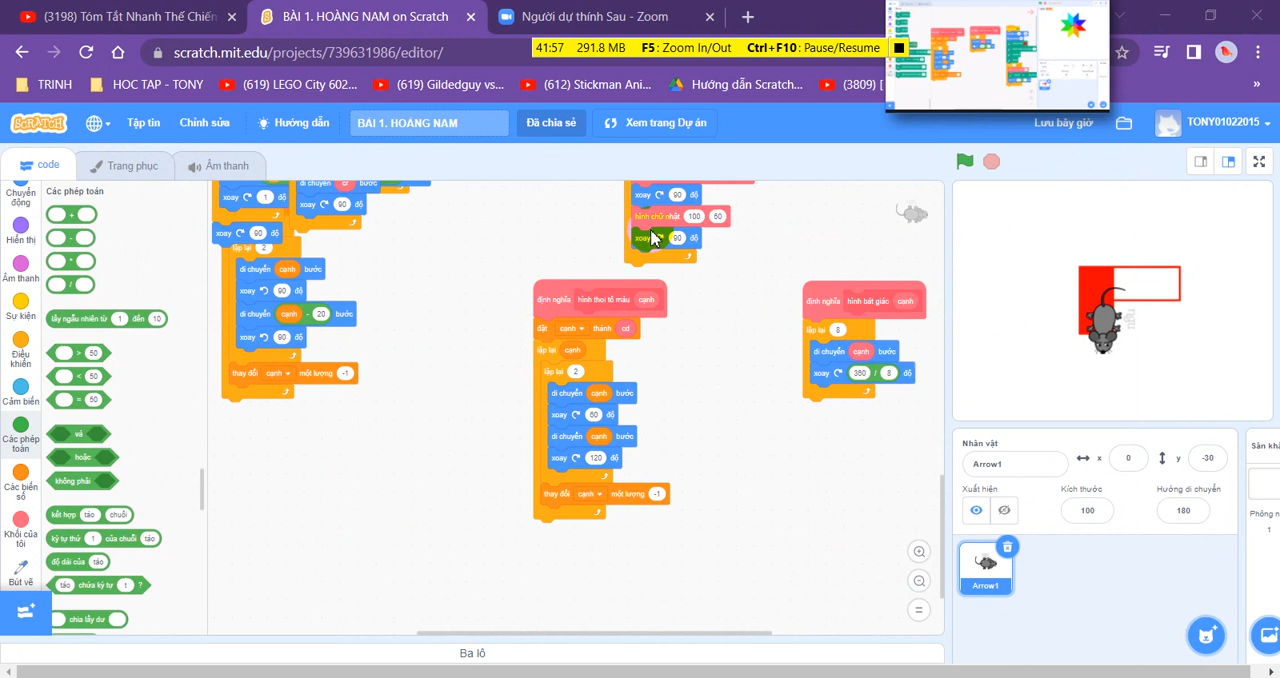 (3198) Tóm Tắt Nhanh Thế Chiến
BÀI 1. HOÀNG NAM on Scratch
Người dự thính Sau - Zoom
scratch.mit.edu/projects/739631986/editor/
41:57 291.8 MB F5: Zoom In/Out Ctrl+F10: Pause/Resume
TRINH
HOC TAP - TONY
(619) LEGO City 602...
(619) Gildedguy vs...
(612) Stickman Ani...
Hướng dẫn Scratch...
(3809) [
»
SCRATCH
Tập tin
Chỉnh sửa
Hướng dẫn
BÀI 1. HOÀNG NAM
Đã chia sẻ
Xem trang Dự án
Lưu bây giờ
TONY01022015
code
Trang phục
Âm thanh
Chuyển động
Hiển thị
Âm thanh
Sự kiện
Điều khiển
Cảm biến
Các phép toán
Các biến số
Khối của tôi
Bút vẽ
Các phép toán
+
-
*
/
lấy ngẫu nhiên từ 1 đến 10
> 50
< 50
= 50
và
hoặc
không phải
kết hợp táo chuối
ký tự thứ 1 của chuỗi táo
độ dài của táo
táo chứa ký tự 1 ?
chia lấy dư
xoay 1 độ
xoay 90 độ
di chuyển cr bước
xoay 90 độ
lập lại 2
di chuyển cạnh bước
xoay 90 độ
di chuyển cạnh - 20 bước
xoay 90 độ
thay đổi cạnh một lượng -1
xoay 90 độ
hình chữ nhật 100 50
xoay 90 độ
định nghĩa hình thoi tô màu cạnh
đặt cạnh thành cd
lập lại cạnh
lập lại 2
di chuyển cạnh bước
xoay 60 độ
di chuyển cạnh bước
xoay 120 độ
thay đổi cạnh một lượng -1
định nghĩa hình bát giác cạnh
lập lại 8
di chuyển cạnh bước
xoay 360 / 8 độ
Nhân vật
Arrow1
x 0
y -30
Xuất hiện
Kích thước
100
Hướng di chuyển
180
Arrow1
Phông n
1
Ba lô